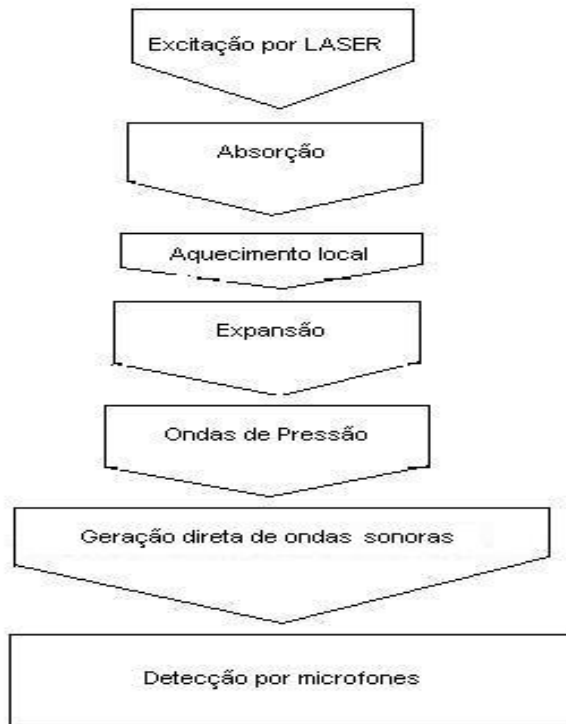 Excitação por LASER
Absorção
Aquecimento local
Expansão
Ondas de Pressão
Geração direta de ondas sonoras
Detecção por microfones